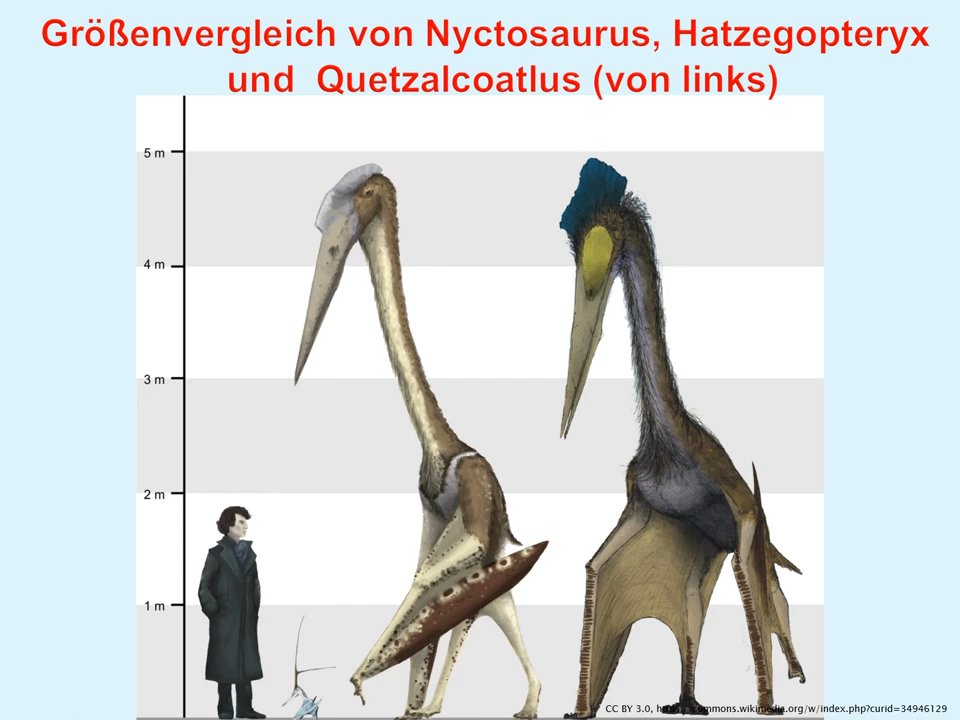 Größenvergleich von Nyctosaurus, Hatzegopteryx
und Quetzalcoatlus (von links)
5 m
4 m
3 m
2 m
1 m
CC BY 3.0, commons.wikimedia.org/w/index.php?curid=34946129